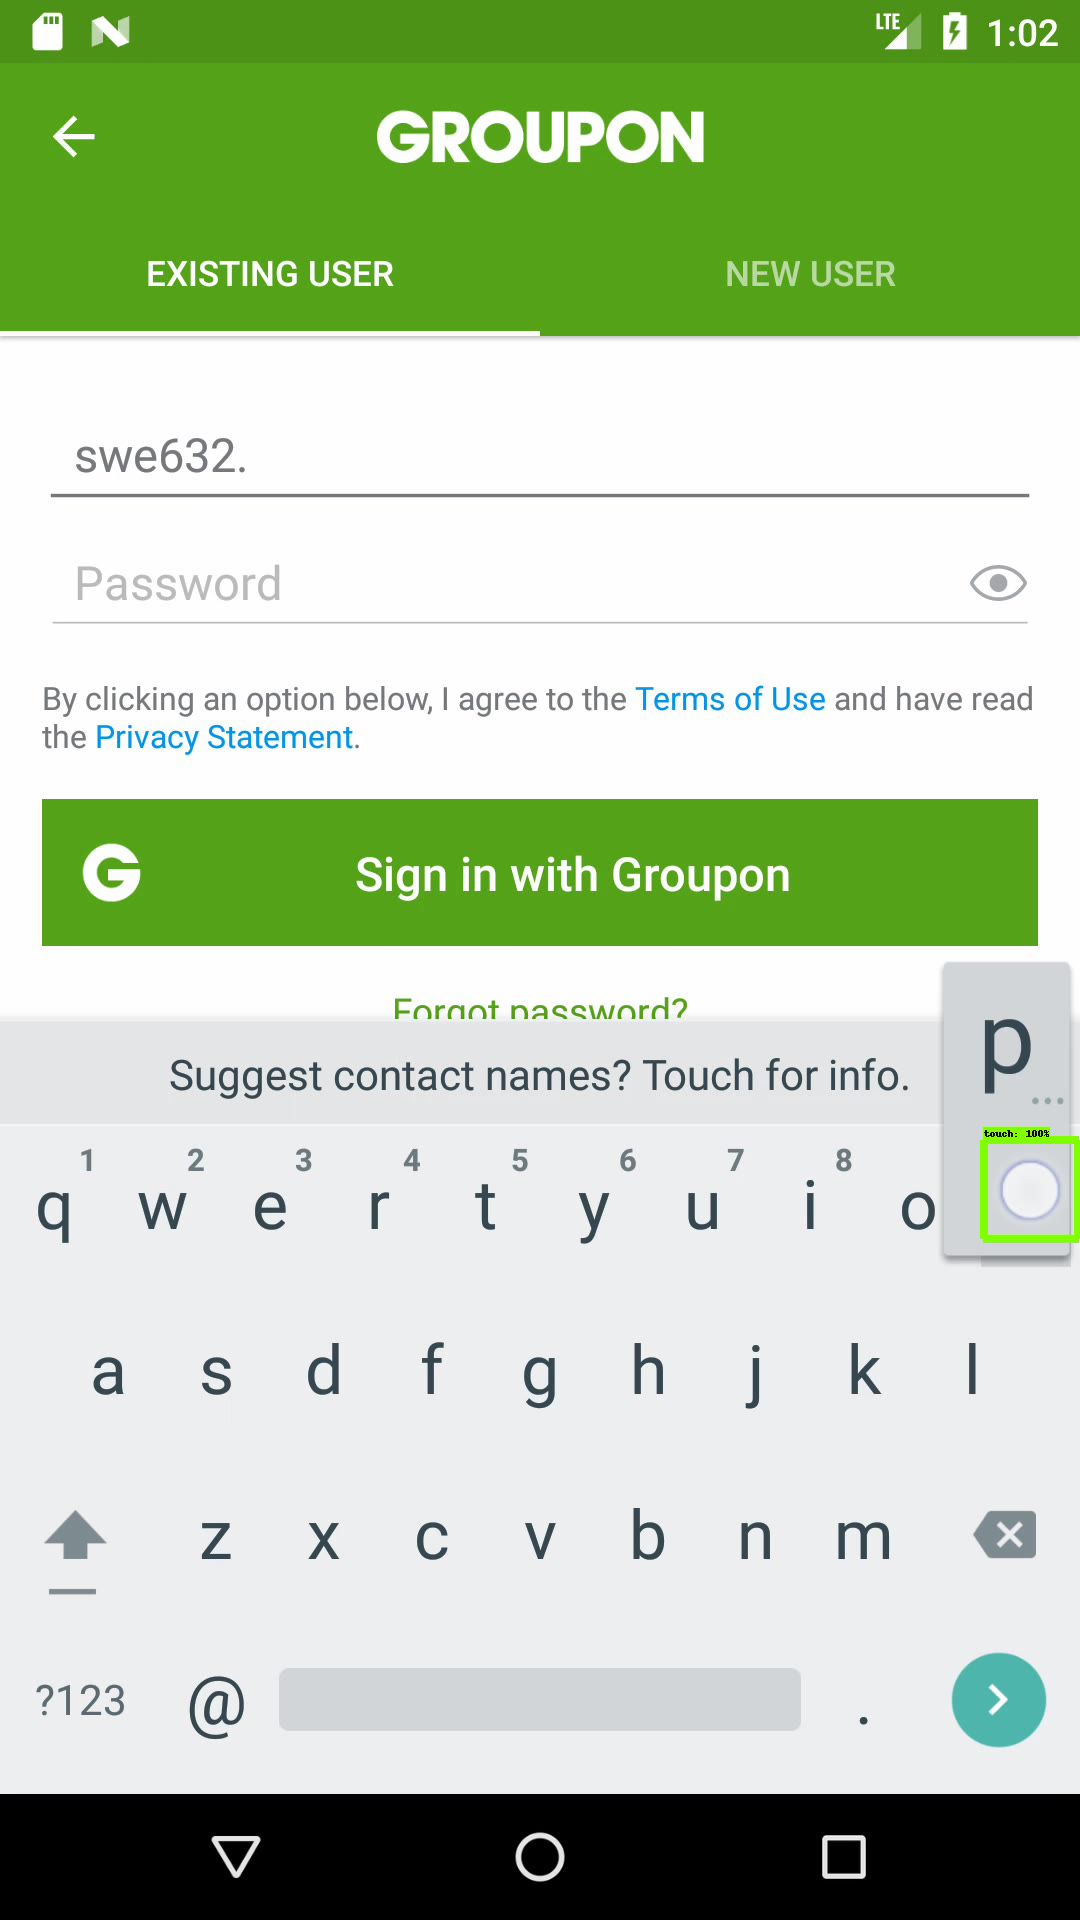 LTE 1:02
GROUPON
EXISTING USER NEW USER
swe632.
Password
By clicking an option below, I agree to the Terms of Use and have read
the Privacy Statement.
G Sign in with Groupon
Forgot password?
Suggest contact names? Touch for info.
p
...
touch: 100%
1 2 3 4 5 6 7 8
q w e r t y u i o
a s d f g h j k l
z x c v b n m
?123 @ .